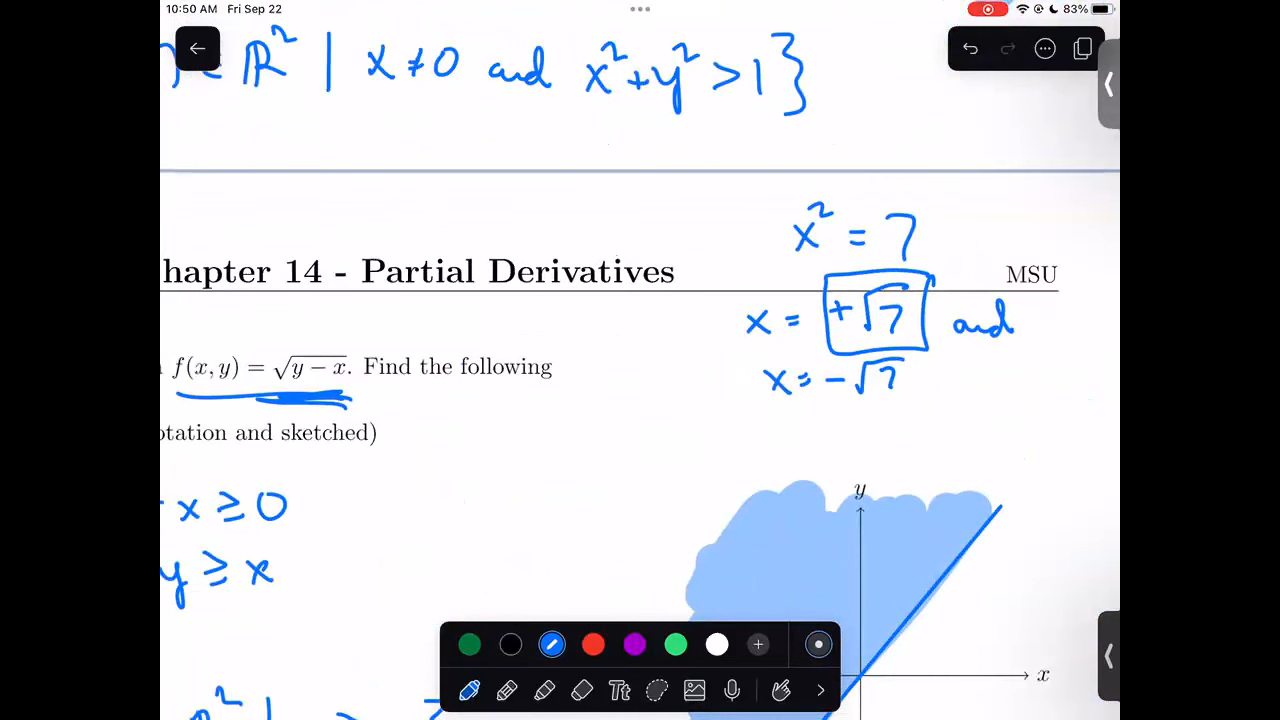 10:50 AM Fri Sep 22 83%
ℝ² | x ≠ 0 and x² + y² > 1}
x² = 7
hapter 14 - Partial Derivatives MSU
x = +√7 and
x = -√7
f(x, y) = √(y − x). Find the following
otation and sketched)
x ≥ 0
y ≥ x
y
x
Tt